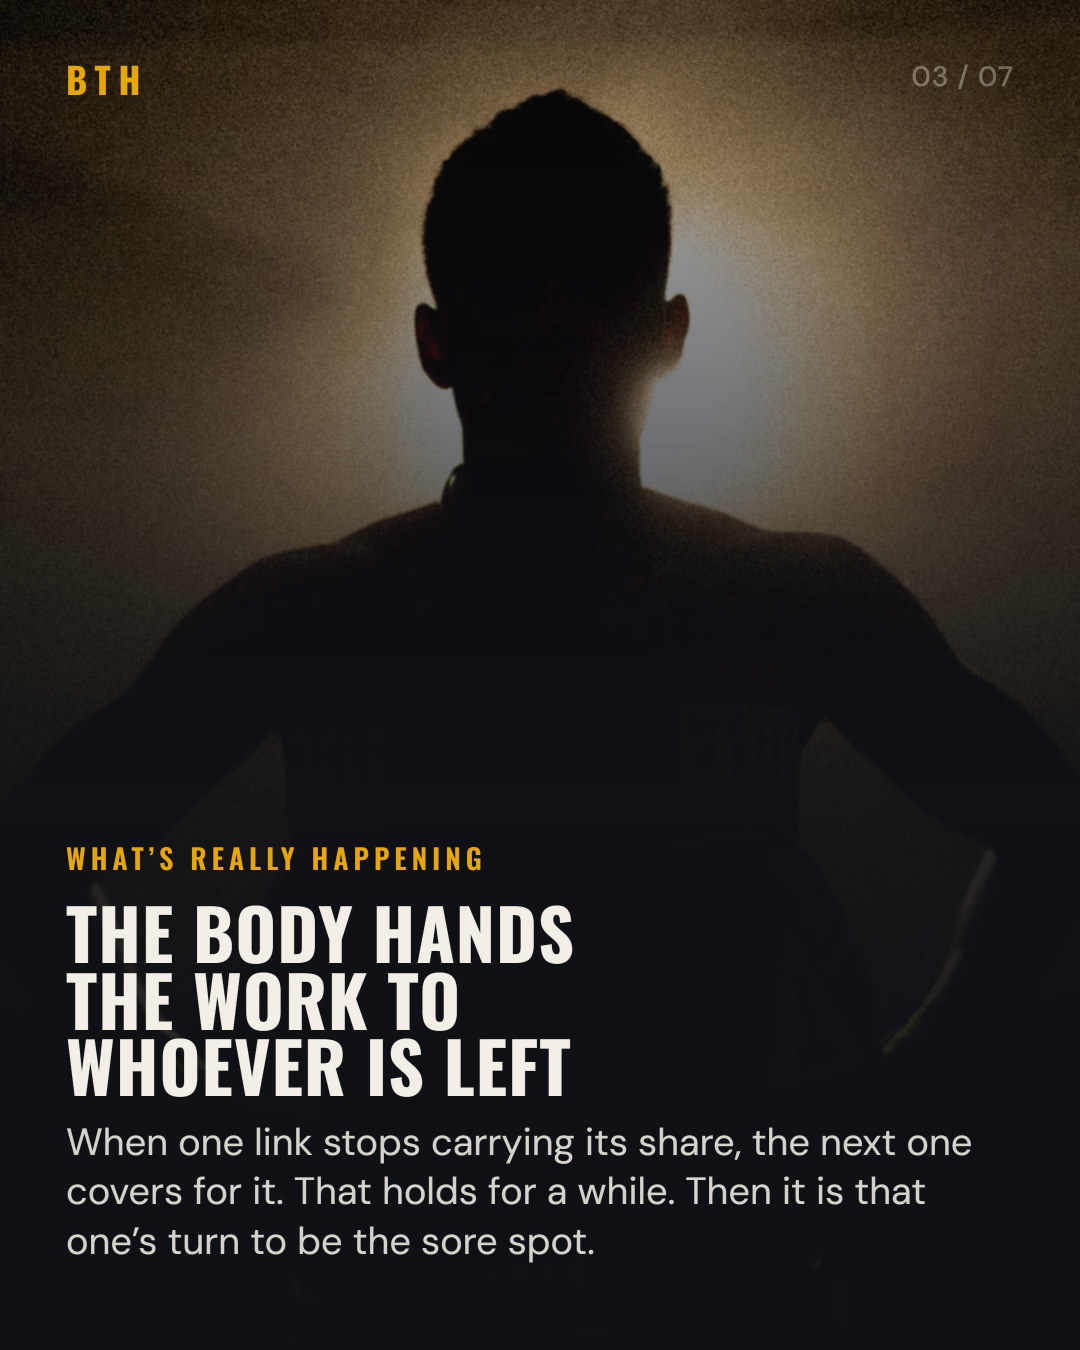 BTH
03 / 07
WHAT’S REALLY HAPPENING
THE BODY HANDS
THE WORK TO
WHOEVER IS LEFT
When one link stops carrying its share, the next one
covers for it. That holds for a while. Then it is that
one’s turn to be the sore spot.